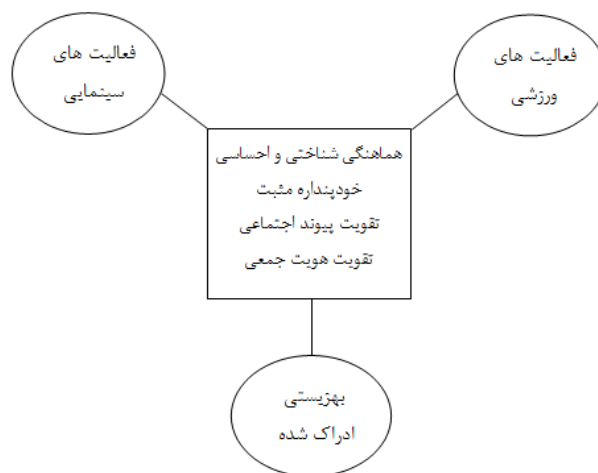 فعالیت های
ورزشی
فعالیت های
سینمایی
هماهنگی شناختی و احساسی
خودپنداره مثبت
تقویت پیوند اجتماعی
تقویت هویت جمعی
بهزیستی
ادراک شده